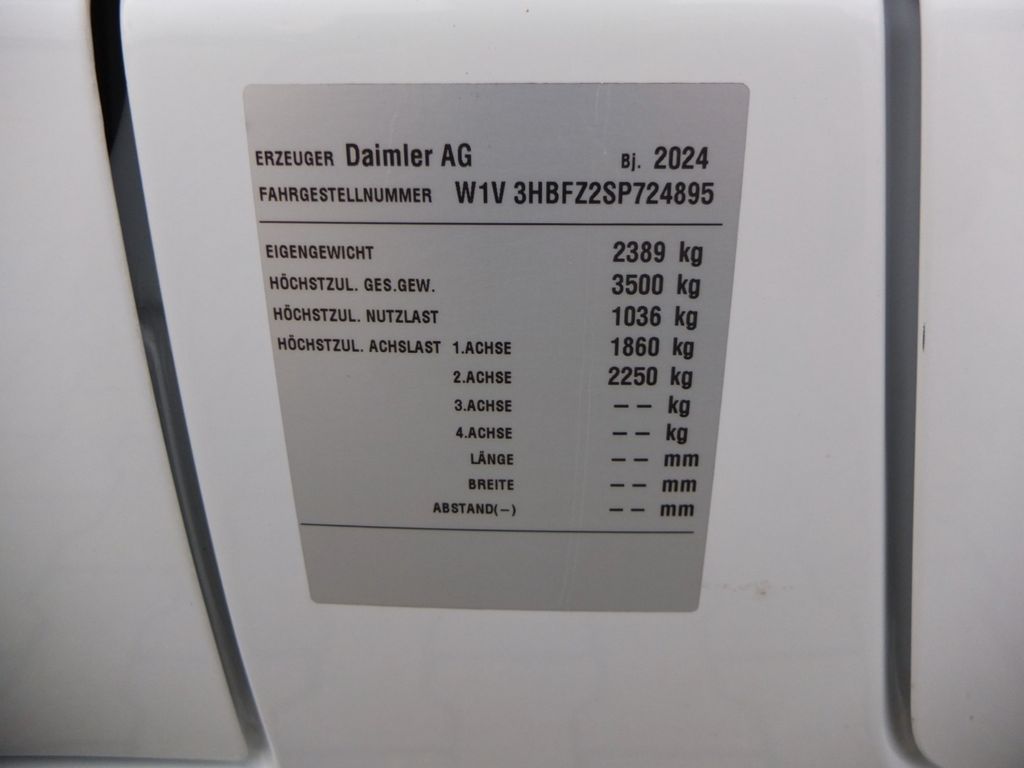 ERZEUGER Daimler AG Bj. 2024
FAHRGESTELLNUMMER W1V 3HBFZ2SP724895
EIGENGEWICHT 2389 kg
HÖCHSTZUL. GES.GEW. 3500 kg
HÖCHSTZUL. NUTZLAST 1036 kg
HÖCHSTZUL. ACHSLAST 1.ACHSE 1860 kg
2.ACHSE 2250 kg
3.ACHSE -- kg
4.ACHSE -- kg
LÄNGE -- mm
BREITE -- mm
ABSTAND(-) -- mm